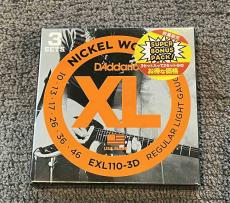 3
SETS
NICKEL WO
D'Addario
SUPER
BONUS
PACK!
お得な価格
10·13·17·26·36·46
XL
REGULAR LIGHT GAUGE
EXL110-3D